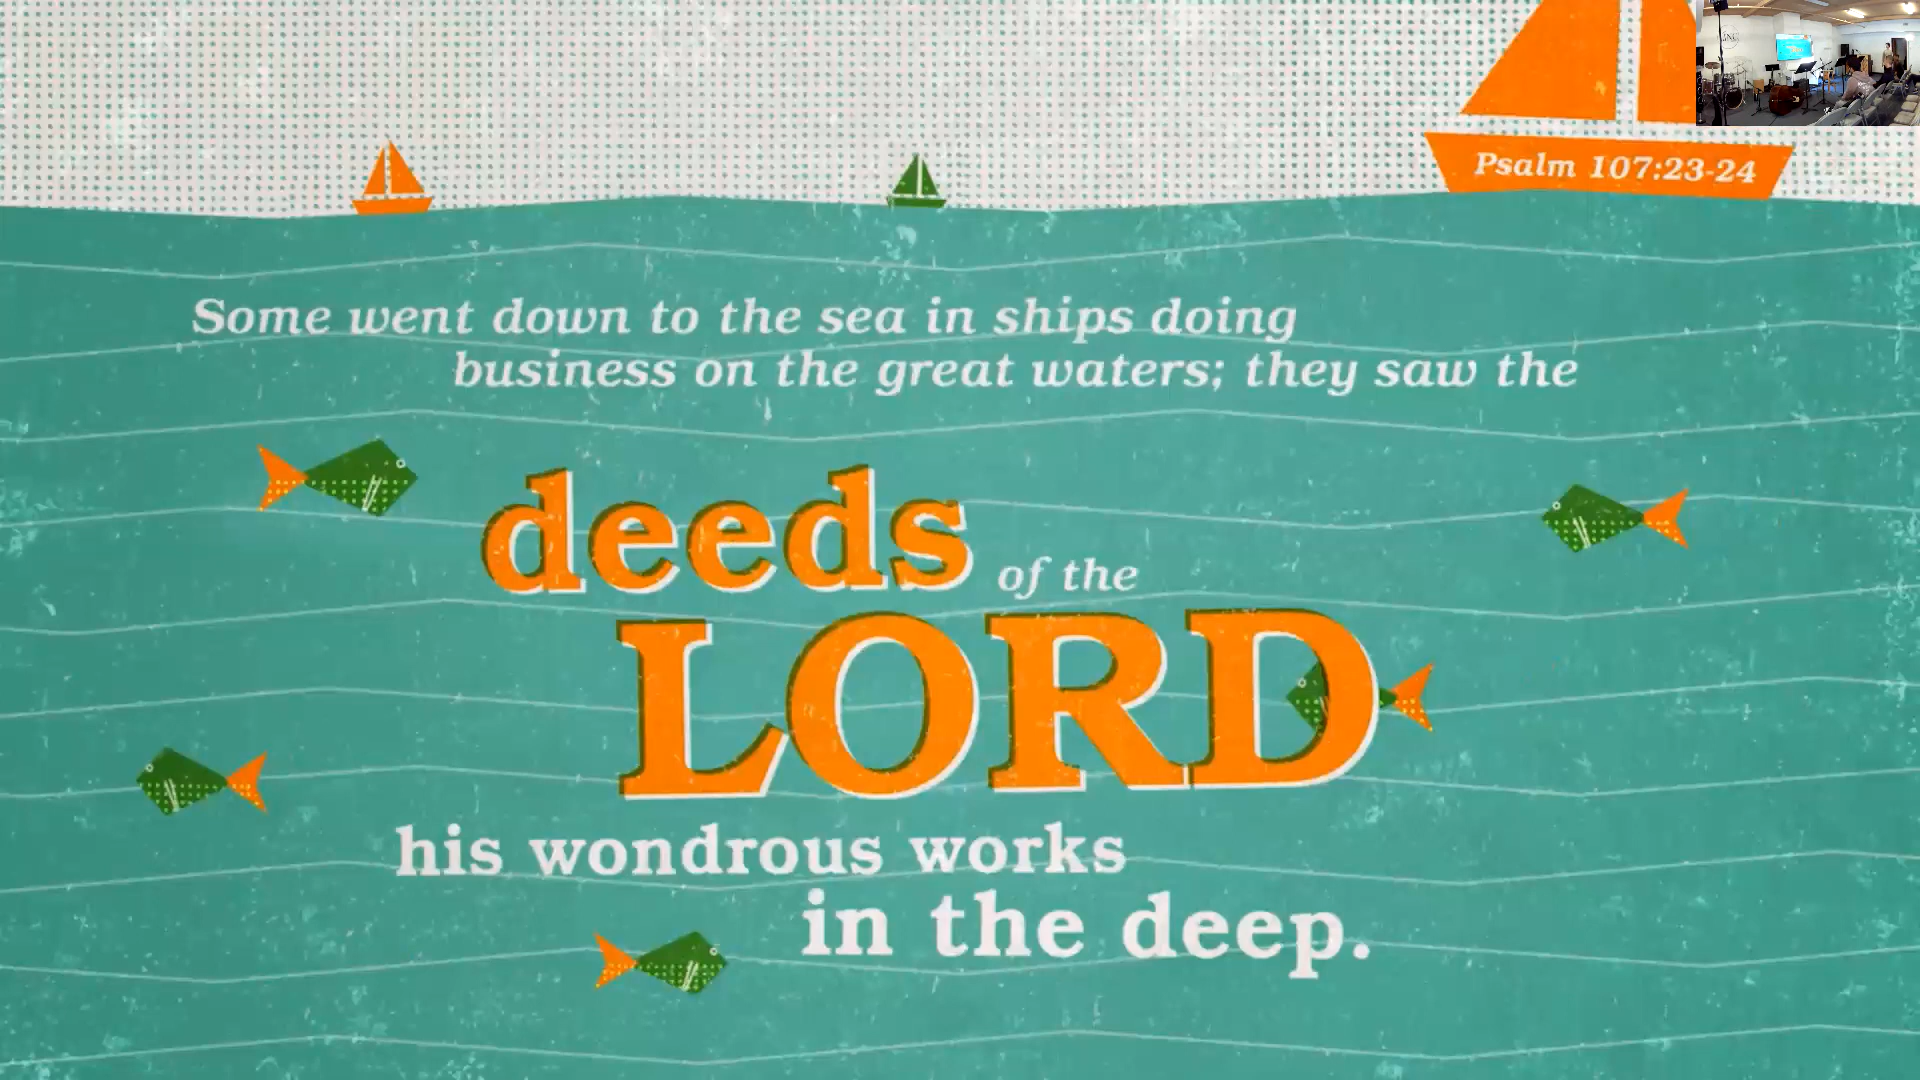 Psalm 107:23-24
Some went down to the sea in ships doing
business on the great waters; they saw the
deeds of the
LORD
his wondrous works
in the deep.